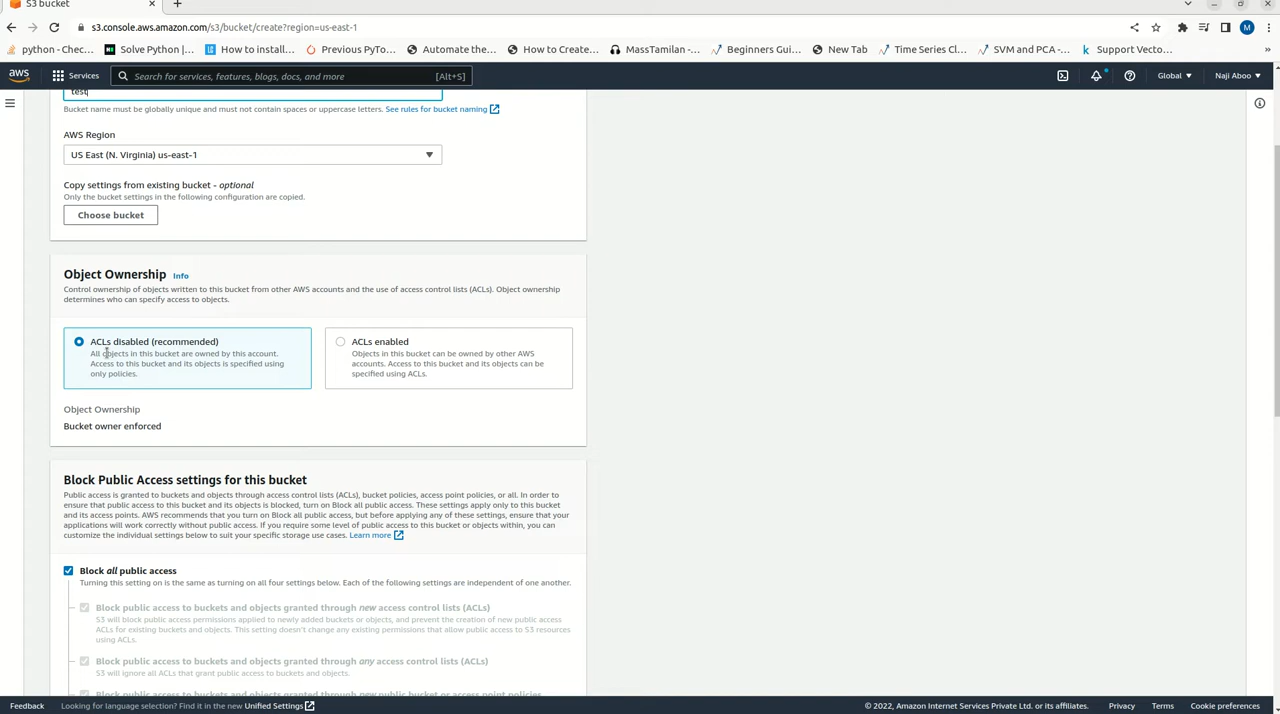 S3 bucket
s3.console.aws.amazon.com/s3/bucket/create?region=us-east-1
M
python - Chec...
Solve Python |...
How to install...
Previous PyTo...
Automate the...
How to Create...
MassTamilan -...
Beginners Gui...
New Tab
Time Series Cl...
SVM and PCA -...
Support Vecto...
»
aws
Services
Search for services, features, blogs, docs, and more
[Alt+S]
Global
Naji Aboo
test
Bucket name must be globally unique and must not contain spaces or uppercase letters. See rules for bucket naming
AWS Region
US East (N. Virginia) us-east-1
Copy settings from existing bucket - optional
Only the bucket settings in the following configuration are copied.
Choose bucket
Object Ownership Info
Control ownership of objects written to this bucket from other AWS accounts and the use of access control lists (ACLs). Object ownership
determines who can specify access to objects.
ACLs disabled (recommended)
All objects in this bucket are owned by this account.
Access to this bucket and its objects is specified using
only policies.
ACLs enabled
Objects in this bucket can be owned by other AWS
accounts. Access to this bucket and its objects can be
specified using ACLs.
Object Ownership
Bucket owner enforced
Block Public Access settings for this bucket
Public access is granted to buckets and objects through access control lists (ACLs), bucket policies, access point policies, or all. In order to
ensure that public access to this bucket and its objects is blocked, turn on Block all public access. These settings apply only to this bucket
and its access points. AWS recommends that you turn on Block all public access, but before applying any of these settings, ensure that your
applications will work correctly without public access. If you require some level of public access to this bucket or objects within, you can
customize the individual settings below to suit your specific storage use cases. Learn more
Block all public access
Turning this setting on is the same as turning on all four settings below. Each of the following settings are independent of one another.
Block public access to buckets and objects granted through new access control lists (ACLs)
S3 will block public access permissions applied to newly added buckets or objects, and prevent the creation of new public access
ACLs for existing buckets and objects. This setting doesn't change any existing permissions that allow public access to S3 resources
using ACLs.
Block public access to buckets and objects granted through any access control lists (ACLs)
S3 will ignore all ACLs that grant public access to buckets and objects.
Block public access to buckets and objects granted through new public bucket or access point policies
Feedback
Looking for language selection? Find it in the new Unified Settings
© 2022, Amazon Internet Services Private Ltd. or its affiliates.
Privacy
Terms
Cookie preferences